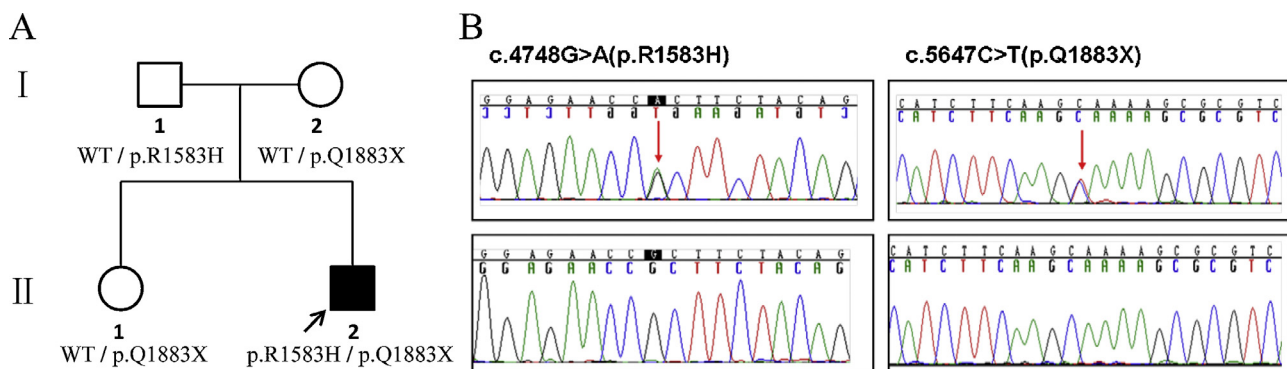 A
I
1
WT / p.R1583H
2
WT / p.Q1883X
II
1
WT / p.Q1883X
2
p.R1583H / p.Q1883X
B
c.4748G>A(p.R1583H)
G G A G A A C C A C T T C T A C A G
C C T C T T G G T G A A G A T G T C
c.5647C>T(p.Q1883X)
C A T C T T C A A G C A A A A G C G C G T C
C A T C T T C A A G C A A A A G C G C G T C
G G A G A A C C G C T T C T A C A G
G G A G A A C C G C T T C T A C A G
C A T C T T C A A G C A A A A G C G C G T C
C A T C T T C A A G C A A A A G C G C G T C